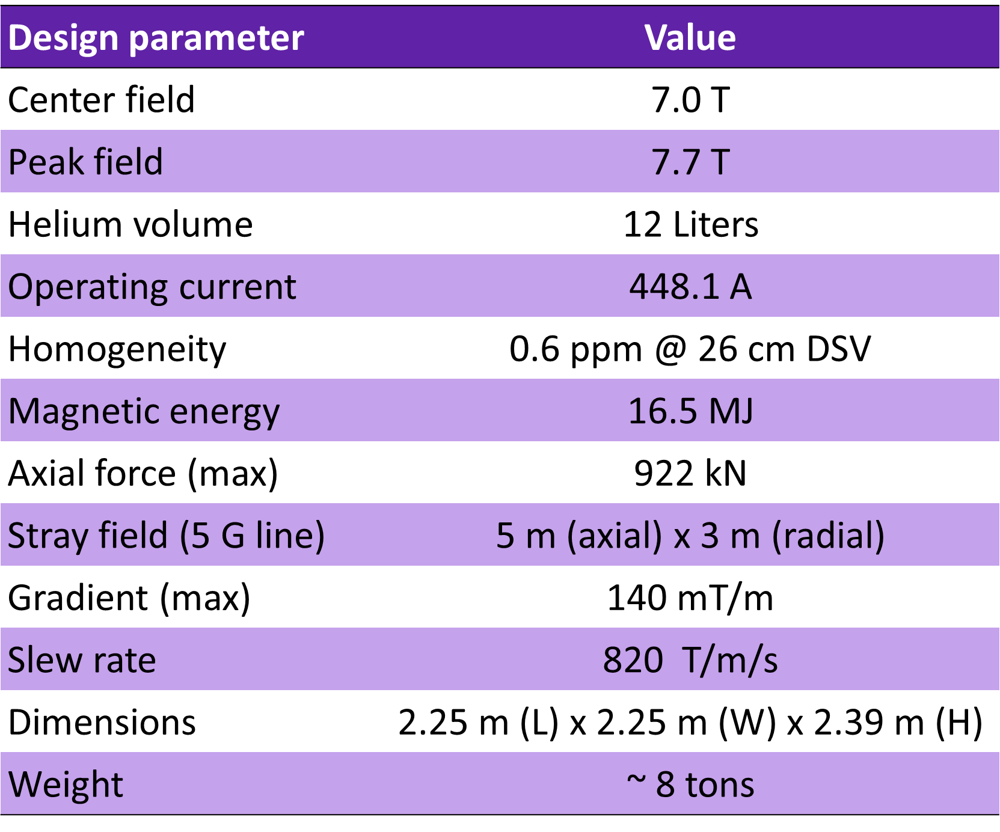 Design parameter Value
Center field 7.0 T
Peak field 7.7 T
Helium volume 12 Liters
Operating current 448.1 A
Homogeneity 0.6 ppm @ 26 cm DSV
Magnetic energy 16.5 MJ
Axial force (max) 922 kN
Stray field (5 G line) 5 m (axial) x 3 m (radial)
Gradient (max) 140 mT/m
Slew rate 820 T/m/s
Dimensions 2.25 m (L) x 2.25 m (W) x 2.39 m (H)
Weight ~ 8 tons